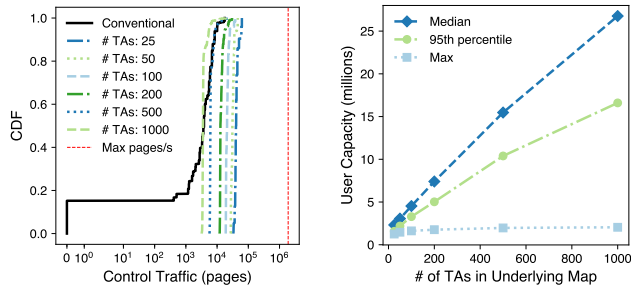 Conventional
# TAs: 25
# TAs: 50
# TAs: 100
# TAs: 200
# TAs: 500
# TAs: 1000
Max pages/s
1.0
0.8
0.6
0.4
0.2
0.0
CDF
0 10^0 10^1 10^2 10^3 10^4 10^5 10^6
Control Traffic (pages)
Median
95th percentile
Max
25
20
15
10
5
0
User Capacity (millions)
0 200 400 600 800 1000
# of TAs in Underlying Map